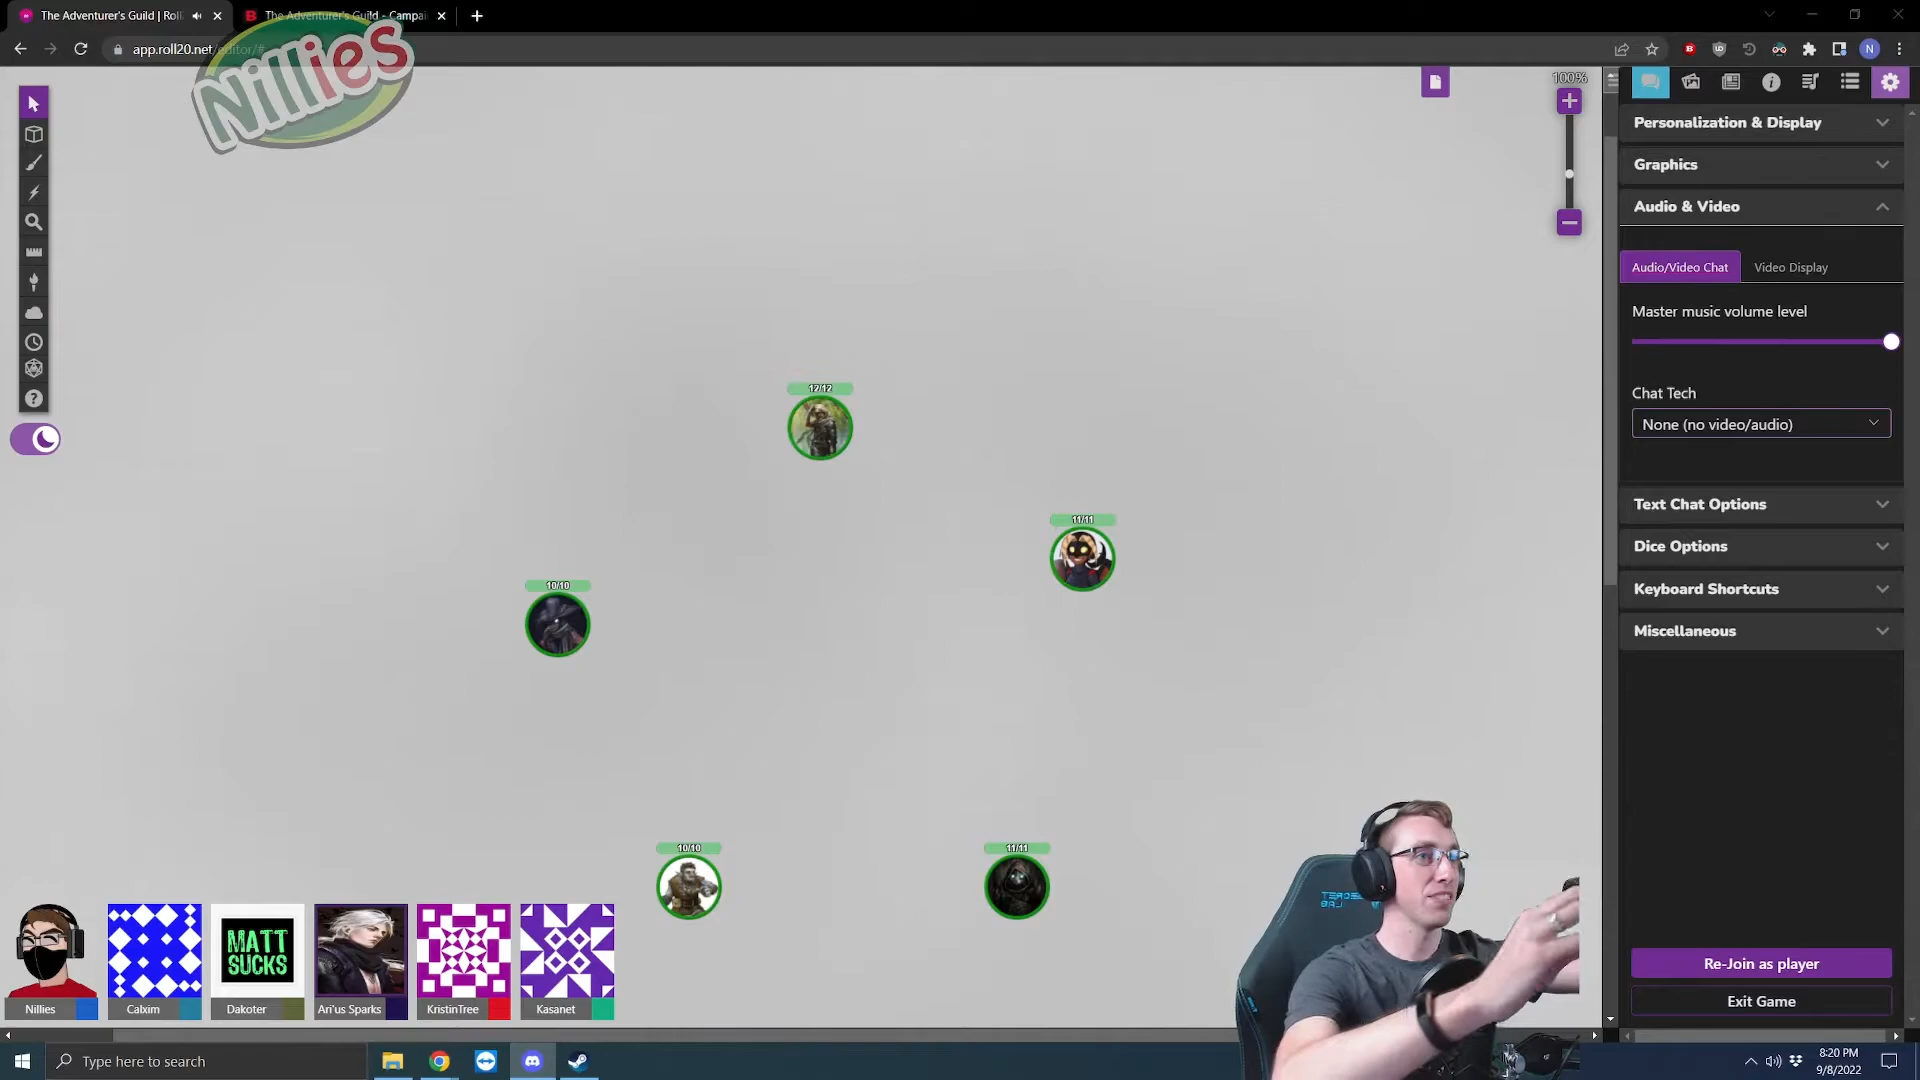 The Adventurer's Guild | Roll
The Adventurer's Guild - Campai
app.roll20.net/editor/#
Nillies
100%
Personalization & Display
Graphics
Audio & Video
Audio/Video Chat
Video Display
Master music volume level
Chat Tech
None (no video/audio)
Text Chat Options
Dice Options
Keyboard Shortcuts
Miscellaneous
12/12
11/11
10/10
10/10
11/11
MATT
SUCKS
Nillies
Calxim
Dakoter
Ari'us Sparks
KristinTree
Kasanet
Re-Join as player
Exit Game
Type here to search
8:20 PM
9/8/2022